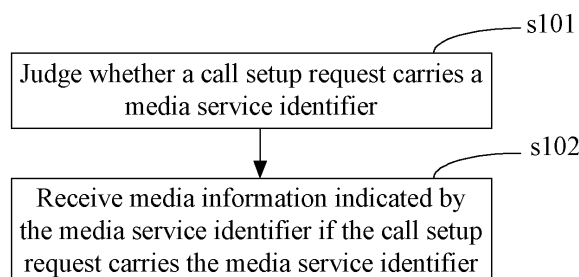 s101
Judge whether a call setup request carries a
media service identifier
s102
Receive media information indicated by
the media service identifier if the call setup
request carries the media service identifier